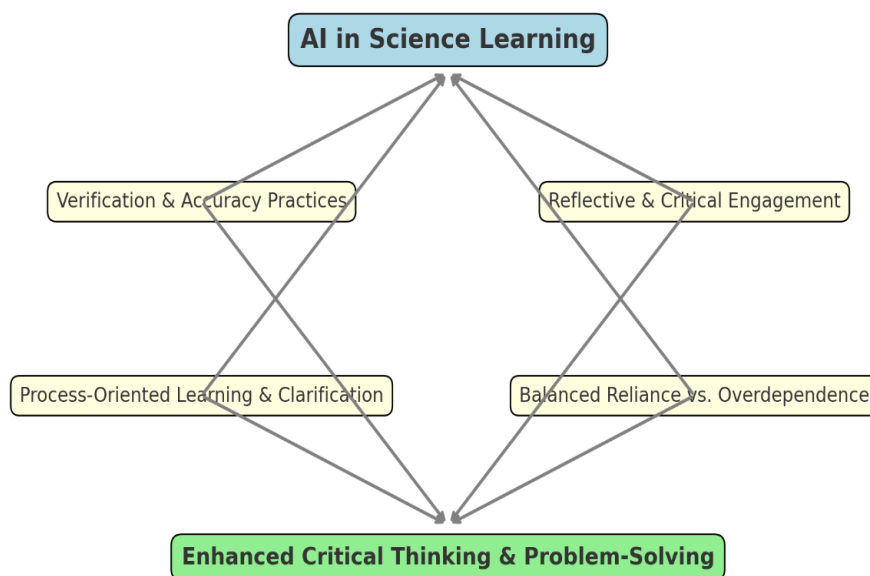 AI in Science Learning
Verification & Accuracy Practices
Reflective & Critical Engagement
Process-Oriented Learning & Clarification
Balanced Reliance vs. Overdependence
Enhanced Critical Thinking & Problem-Solving